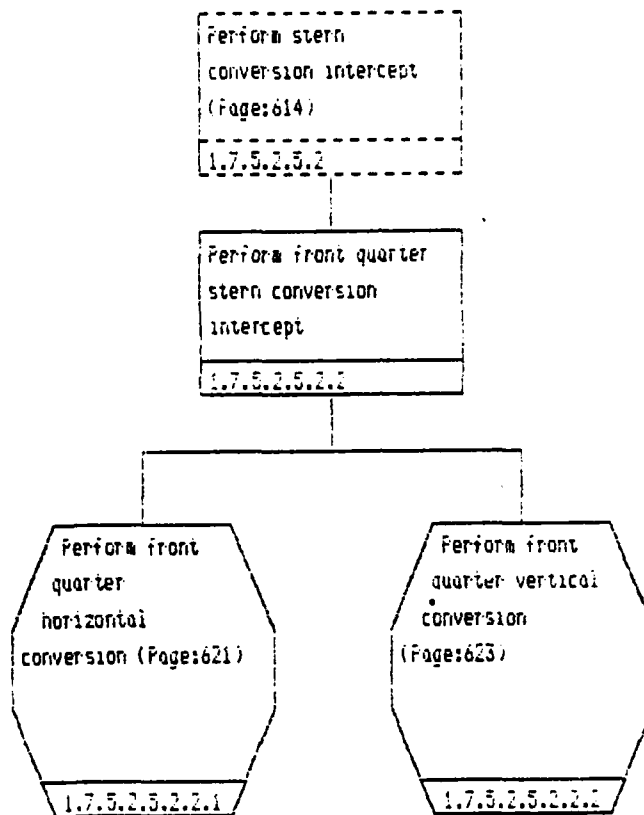 Perform stern
conversion intercept
(Page:614)
1.7.5.2.5.2
Perform front quarter
stern conversion
intercept
1.7.5.2.5.2.2
Perform front
quarter
horizontal
conversion (Page:621)
1.7.5.2.5.2.2.1
Perform front
quarter vertical
conversion
(Page:623)
1.7.5.2.5.2.2.2